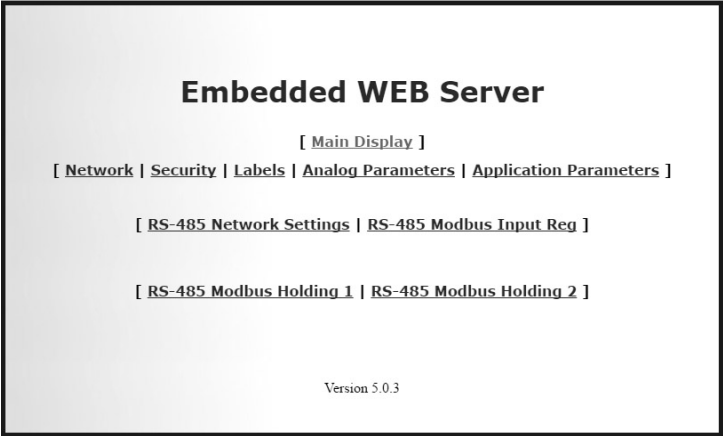 Embedded WEB Server
[ Main Display ]
[ Network | Security | Labels | Analog Parameters | Application Parameters ]
[ RS-485 Network Settings | RS-485 Modbus Input Reg ]
[ RS-485 Modbus Holding 1 | RS-485 Modbus Holding 2 ]
Version 5.0.3